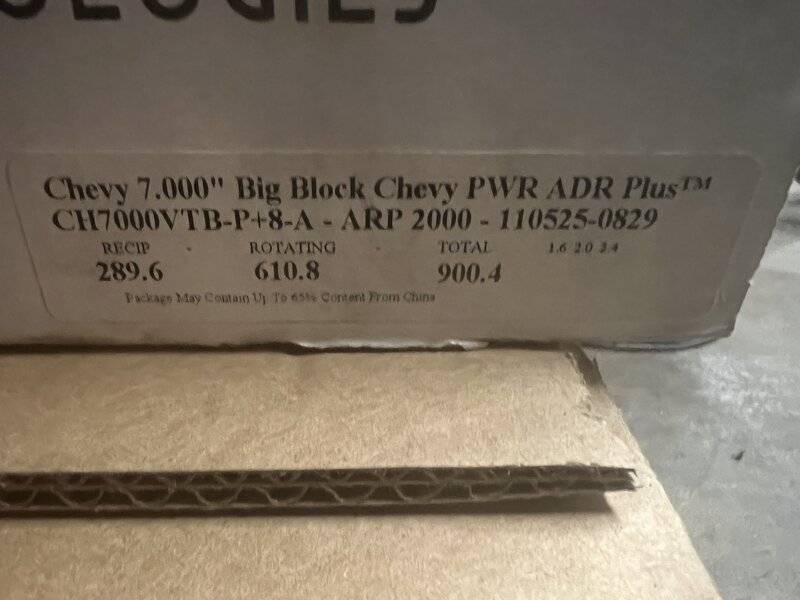 OLOGIES
Chevy 7.000" Big Block Chevy PWR ADR Plus™
CH7000VTB-P+8-A - ARP 2000 - 110525-0829
RECIP - ROTATING - TOTAL 1.6 2.0 2.4
289.6 610.8 900.4
Package May Contain Up To 65% Content From China